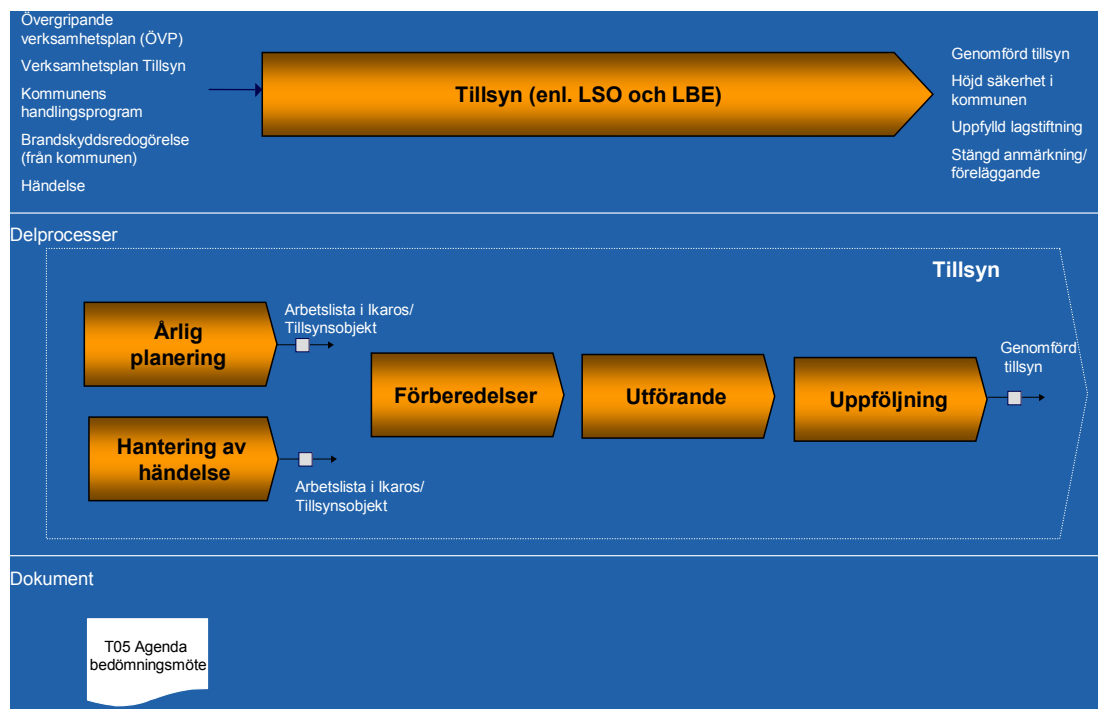 Övergripande
verksamhetsplan (ÖVP)
Verksamhetsplan Tillsyn
Kommunens
handlingsprogram
Brandskyddsredogörelse
(från kommunen)
Händelse
Tillsyn (enl. LSO och LBE)
Genomförd tillsyn
Höjd säkerhet i
kommunen
Uppfylld lagstiftning
Stängd anmärkning/
föreläggande
Delprocesser
Tillsyn
Årlig
planering
Arbetslista i Ikaros/
Tillsynsobjekt
Hantering av
händelse
Arbetslista i Ikaros/
Tillsynsobjekt
Förberedelser
Utförande
Uppföljning
Genomförd
tillsyn
Dokument
T05 Agenda
bedömningsmöte